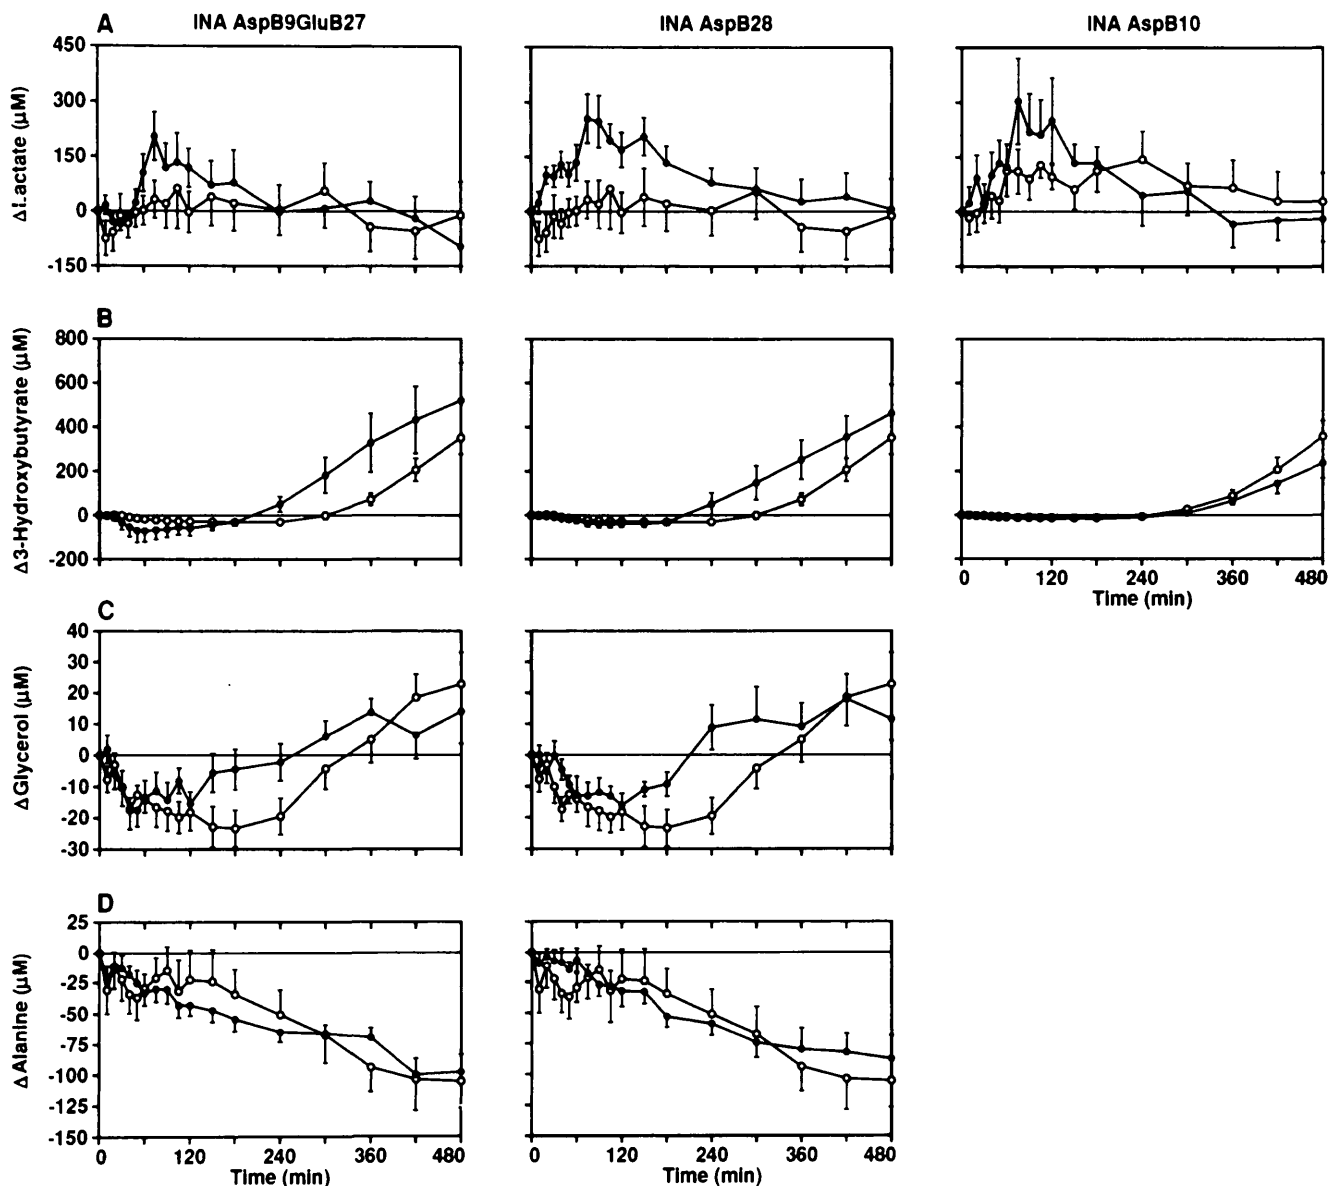 A
INA AspB9GluB27
INA AspB28
INA AspB10
ΔLactate (μM)
450
300
150
0
-150
B
Δ3-Hydroxybutyrate (μM)
800
600
400
200
0
-200
0 120 240 360 480
Time (min)
C
ΔGlycerol (μM)
40
30
20
10
0
-10
-20
-30
D
ΔAlanine (μM)
25
0
-25
-50
-75
-100
-125
-150
0 120 240 360 480
Time (min)
0 120 240 360 480
Time (min)